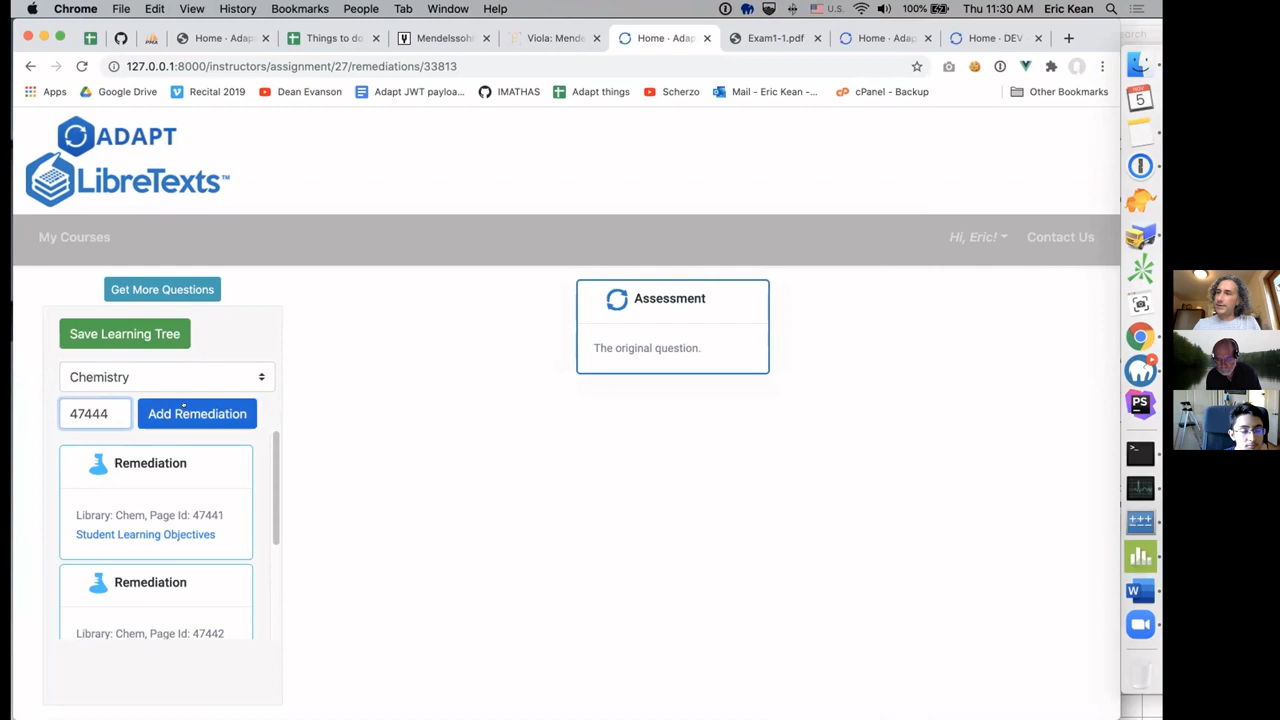 Chrome File Edit View History Bookmarks People Tab Window Help U.S. 100% Thu 11:30 AM Eric Kean
Home - Adap Things to do Mendelssohn Viola: Mende Home - Adap Exam1-1.pdf Home - Adap Home - DEV
127.0.0.1:8000/instructors/assignment/27/remediations/98313
Apps Google Drive Recital 2019 Dean Evanson Adapt JWT payloa... IMATHAS Adapt things Scherzo Mail - Eric Kean -... cPanel - Backup Other Bookmarks
ADAPT
LibreTexts™
My Courses Hi, Eric! Contact Us
Get More Questions
Save Learning Tree
Chemistry
47444 Add Remediation
Remediation
Library: Chem, Page Id: 47441
Student Learning Objectives
Remediation
Library: Chem, Page Id: 47442
Assessment
The original question.